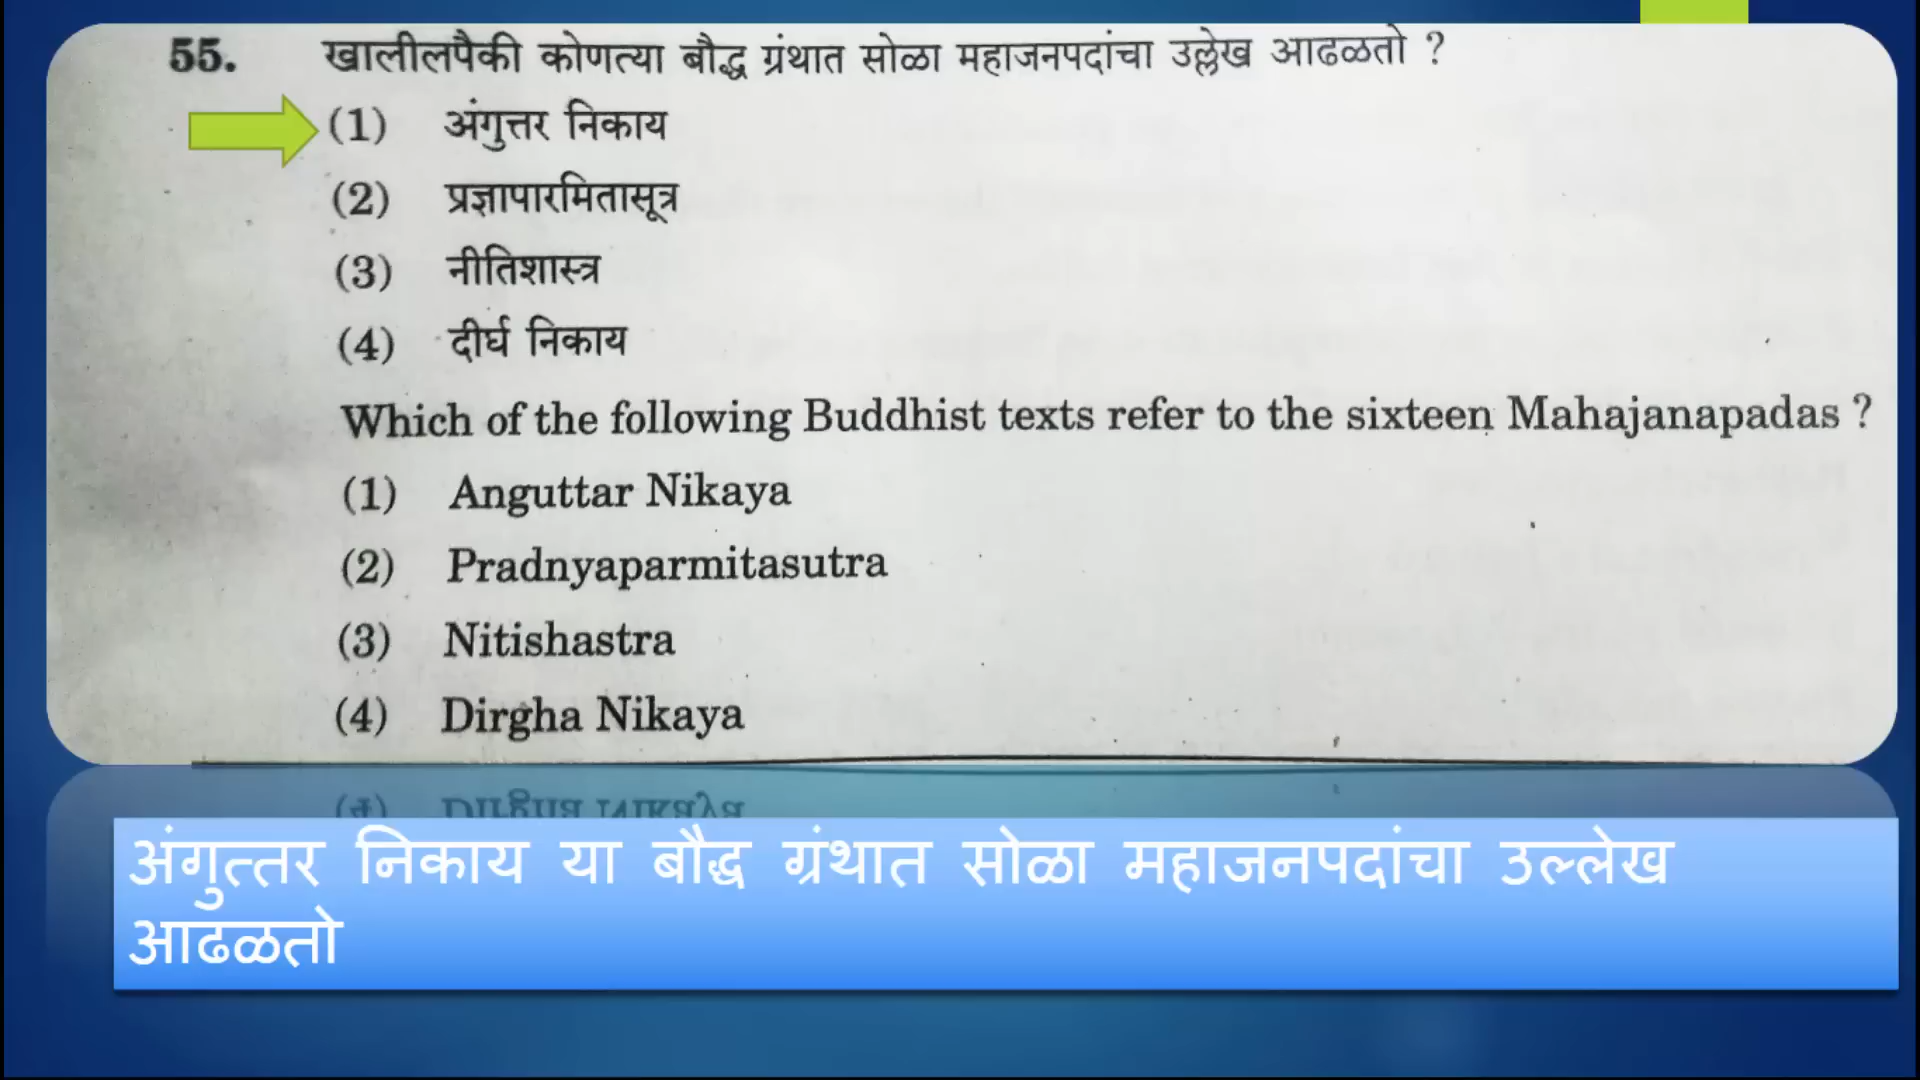 55. खालीलपैकी कोणत्या बौद्ध ग्रंथात सोळा महाजनपदांचा उल्लेख आढळतो ?
(1) अंगुत्तर निकाय
(2) प्रज्ञापारमितासूत्र
(3) नीतिशास्त्र
(4) दीर्घ निकाय
Which of the following Buddhist texts refer to the sixteen Mahajanapadas ?
(1) Anguttar Nikaya
(2) Pradnyaparmitasutra
(3) Nitishastra
(4) Dirgha Nikaya
अंगुत्तर निकाय या बौद्ध ग्रंथात सोळा महाजनपदांचा उल्लेख
आढळतो